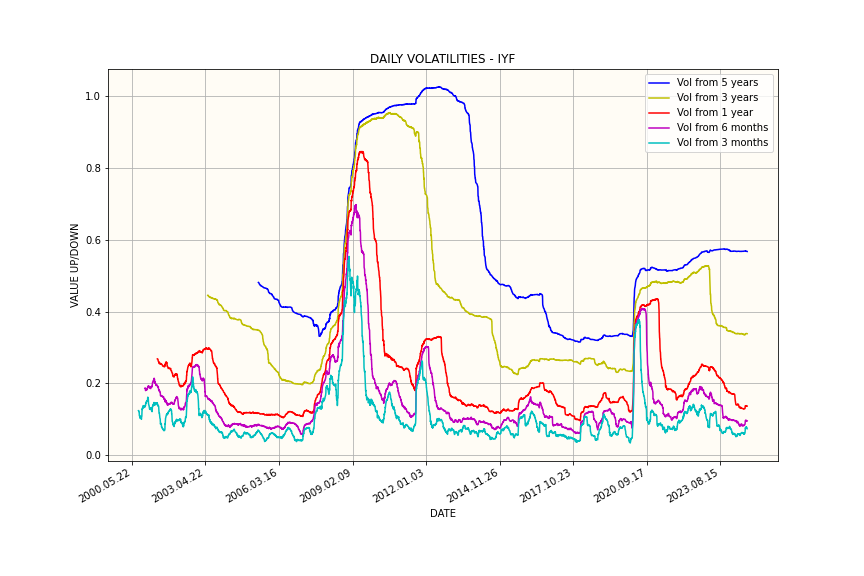 DAILY VOLATILITIES - IYF
Vol from 5 years
Vol from 3 years
Vol from 1 year
Vol from 6 months
Vol from 3 months
VALUE UP/DOWN
1.0
0.8
0.6
0.4
0.2
0.0
2000.05.22
2003.04.22
2006.03.16
2009.02.09
2012.01.03
2014.11.26
2017.10.23
2020.09.17
2023.08.15
DATE